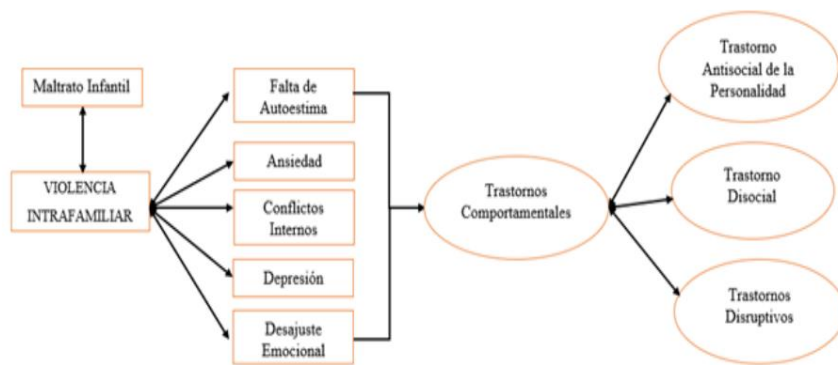 Maltrato Infantil
VIOLENCIA
INTRAFAMILIAR
Falta de
Autoestima
Ansiedad
Conflictos
Internos
Depresión
Desajuste
Emocional
Trastornos
Comportamentales
Trastorno
Antisocial de la
Personalidad
Trastorno
Disocial
Trastornos
Disruptivos